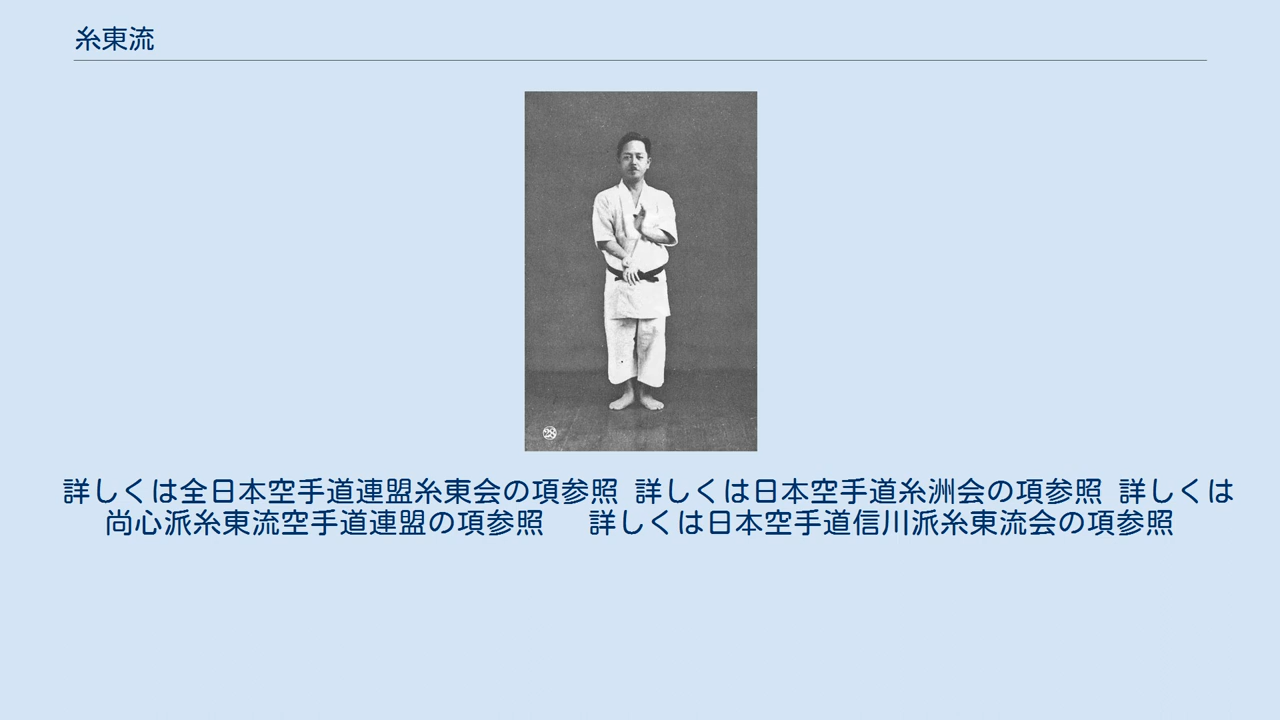 糸東流
28
詳しくは全日本空手道連盟糸東会の項参照 詳しくは日本空手道糸洲会の項参照 詳しくは
尚心派糸東流空手道連盟の項参照 詳しくは日本空手道信川派糸東流会の項参照